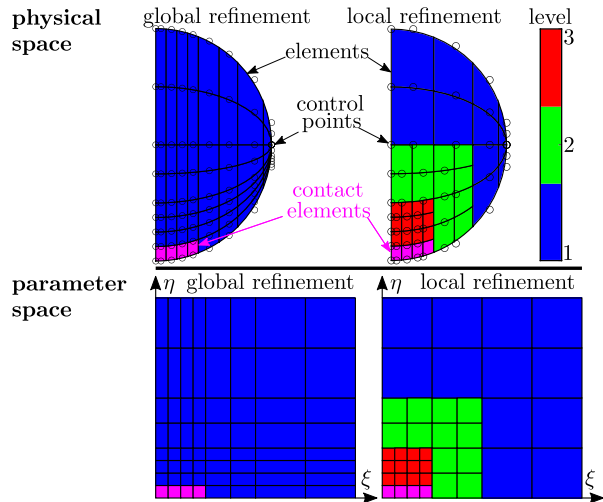 physical space
global refinement
local refinement
level
elements
3
control points
2
contact elements
1
parameter space
η global refinement
η local refinement
ξ
ξ